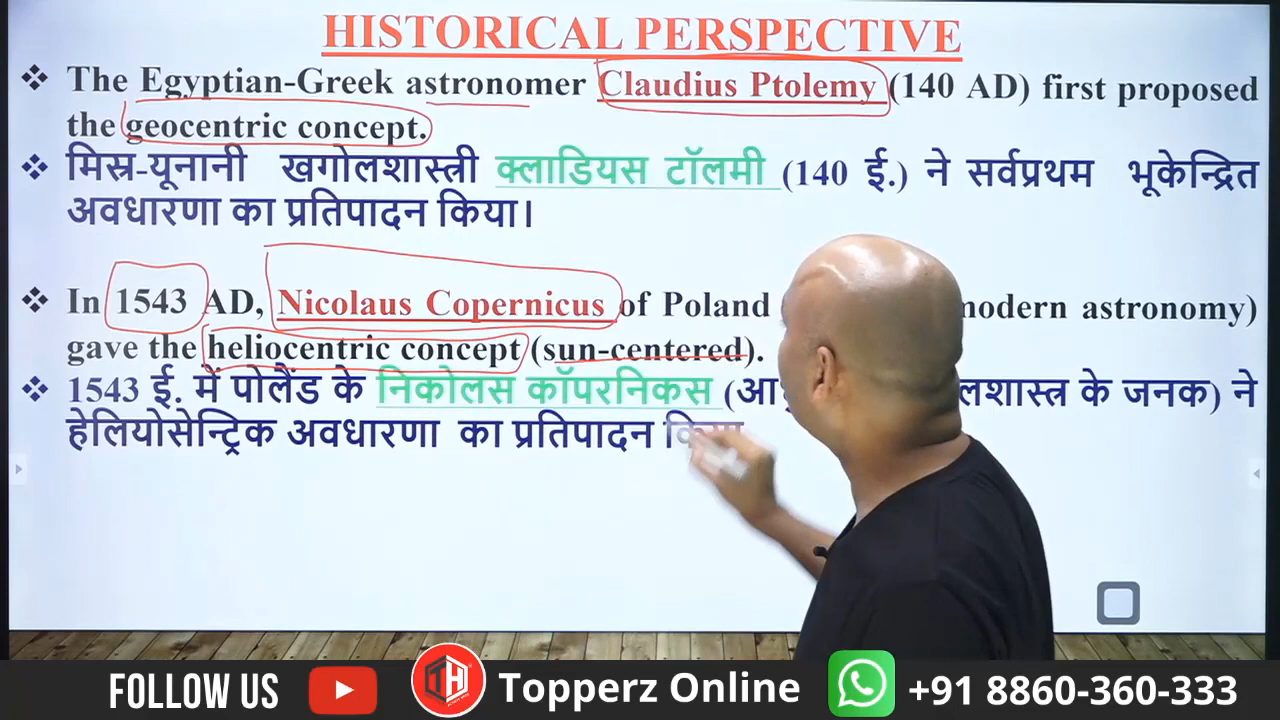 HISTORICAL PERSPECTIVE
❖ The Egyptian-Greek astronomer Claudius Ptolemy (140 AD) first proposed
the geocentric concept.
❖ मिस्र-यूनानी खगोलशास्त्री क्लाडियस टॉलमी (140 ई.) ने सर्वप्रथम भूकेन्द्रित
अवधारणा का प्रतिपादन किया।
❖ In 1543 AD, Nicolaus Copernicus of Poland modern astronomy)
gave the heliocentric concept (sun-centered).
❖ 1543 ई. में पोलैंड के निकोलस कॉपरनिकस के जनक) ने
हेलियोसेन्ट्रिक अवधारणा का प्रतिपादन किया
FOLLOW US TH Topperz Online +91 8860-360-333